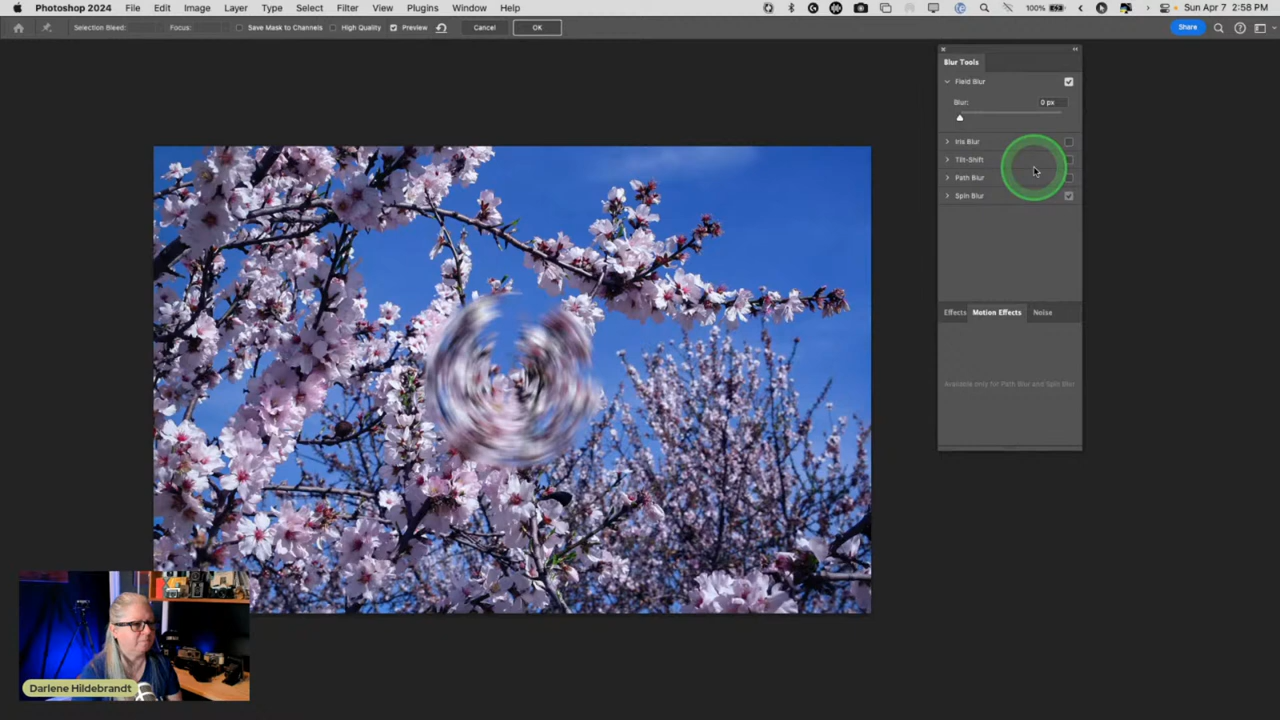 Photoshop 2024 File Edit Image Layer Type Select Filter View Plugins Window Help 100% Sun Apr 7 2:58 PM
Selection Bleed: Focus: Save Mask to Channels High Quality Preview Cancel OK Share
Blur Tools
Field Blur
Blur: 0 px
Iris Blur
Tilt-Shift
Path Blur
Spin Blur
Effects Motion Effects Noise
Available only for Path Blur and Spin Blur
Darlene Hildebrandt